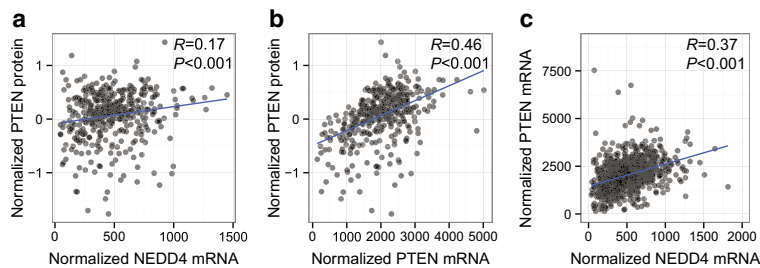 a
R=0.17
P<0.001
Normalized PTEN protein
1
0
−1
0
500
1000
1500
Normalized NEDD4 mRNA
b
R=0.46
P<0.001
Normalized PTEN protein
1
0
−1
0
1000
2000
3000
4000
5000
Normalized PTEN mRNA
c
R=0.37
P<0.001
Normalized PTEN mRNA
7500
5000
2500
0
0
500
1000
1500
2000
Normalized NEDD4 mRNA